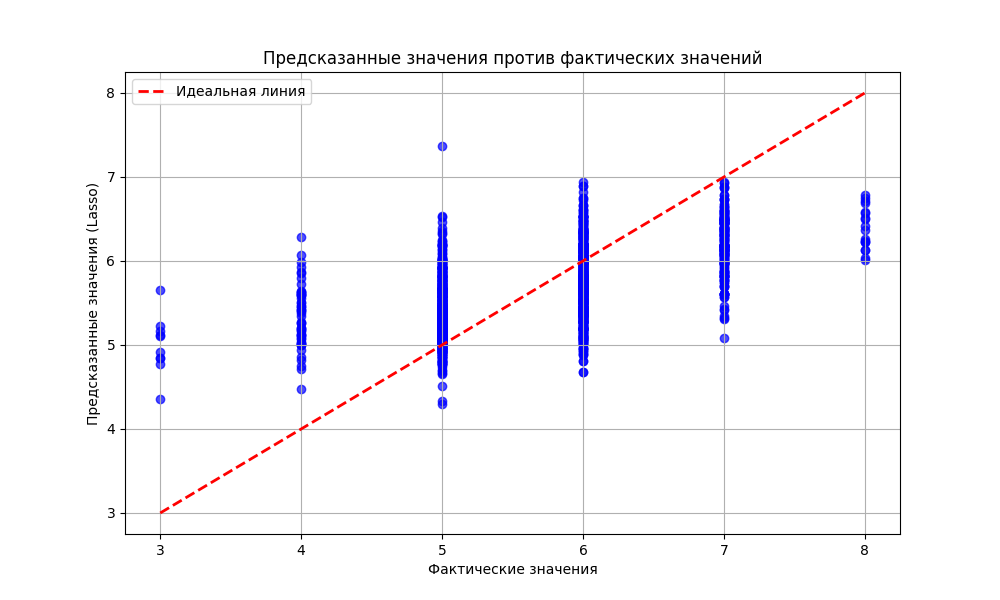 Предсказанные значения против фактических значений
Идеальная линия
Предсказанные значения (Lasso)
8
7
6
5
4
3
3 4 5 6 7 8
Фактические значения